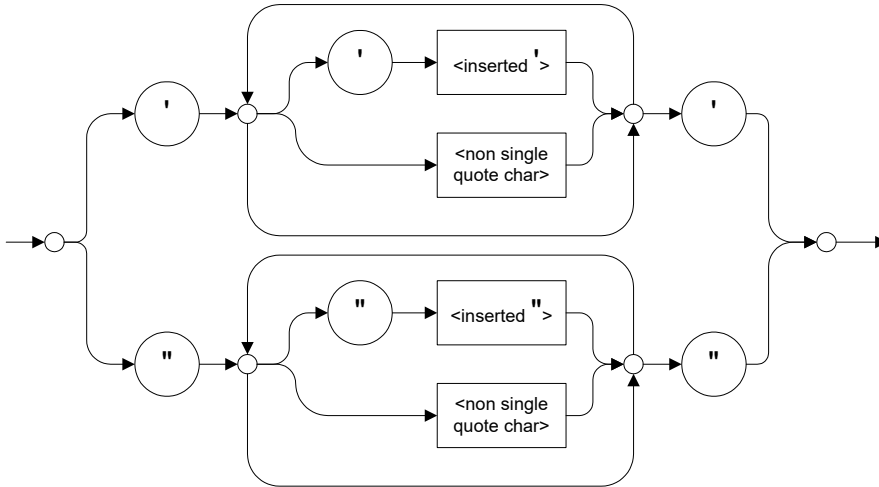 ' <inserted '>
' '
<non single
quote char>
" <inserted ">
" "
<non single
quote char>